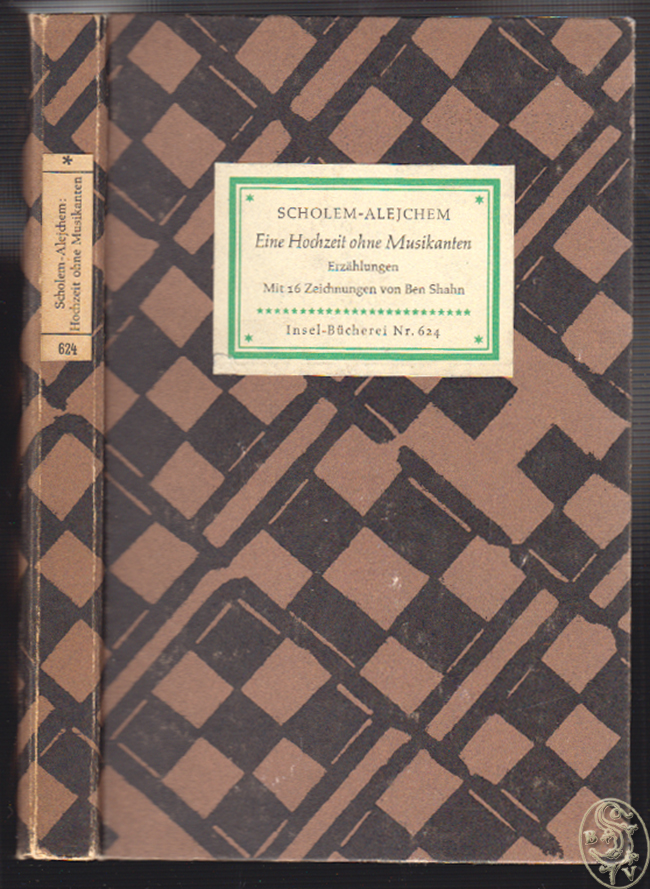 *
Scholem-Alejchem:
Hochzeit ohne Musikanten
624
SCHOLEM-ALEJCHEM
Eine Hochzeit ohne Musikanten
Erzählungen
Mit 16 Zeichnungen von Ben Shahn
Insel-Bücherei Nr. 624